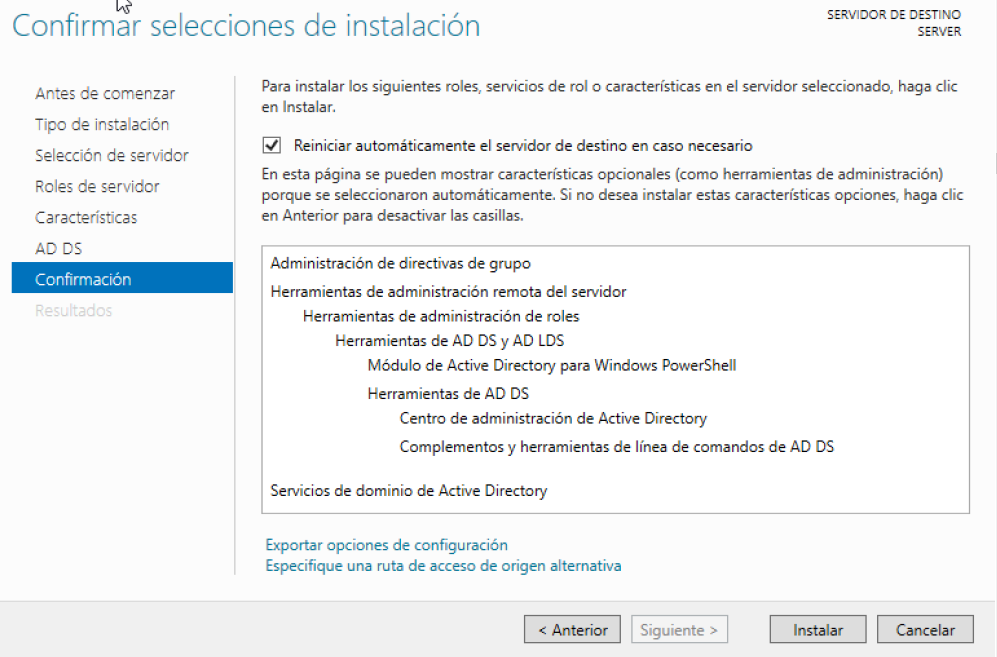 Confirmar selecciones de instalación
SERVIDOR DE DESTINO
SERVER
Antes de comenzar
Tipo de instalación
Selección de servidor
Roles de servidor
Características
AD DS
Confirmación
Resultados
Para instalar los siguientes roles, servicios de rol o características en el servidor seleccionado, haga clic
en Instalar.
Reiniciar automáticamente el servidor de destino en caso necesario
En esta página se pueden mostrar características opcionales (como herramientas de administración)
porque se seleccionaron automáticamente. Si no desea instalar estas características opciones, haga clic
en Anterior para desactivar las casillas.
Administración de directivas de grupo
Herramientas de administración remota del servidor
Herramientas de administración de roles
Herramientas de AD DS y AD LDS
Módulo de Active Directory para Windows PowerShell
Herramientas de AD DS
Centro de administración de Active Directory
Complementos y herramientas de línea de comandos de AD DS
Servicios de dominio de Active Directory
Exportar opciones de configuración
Especifique una ruta de acceso de origen alternativa
< Anterior
Siguiente >
Instalar
Cancelar